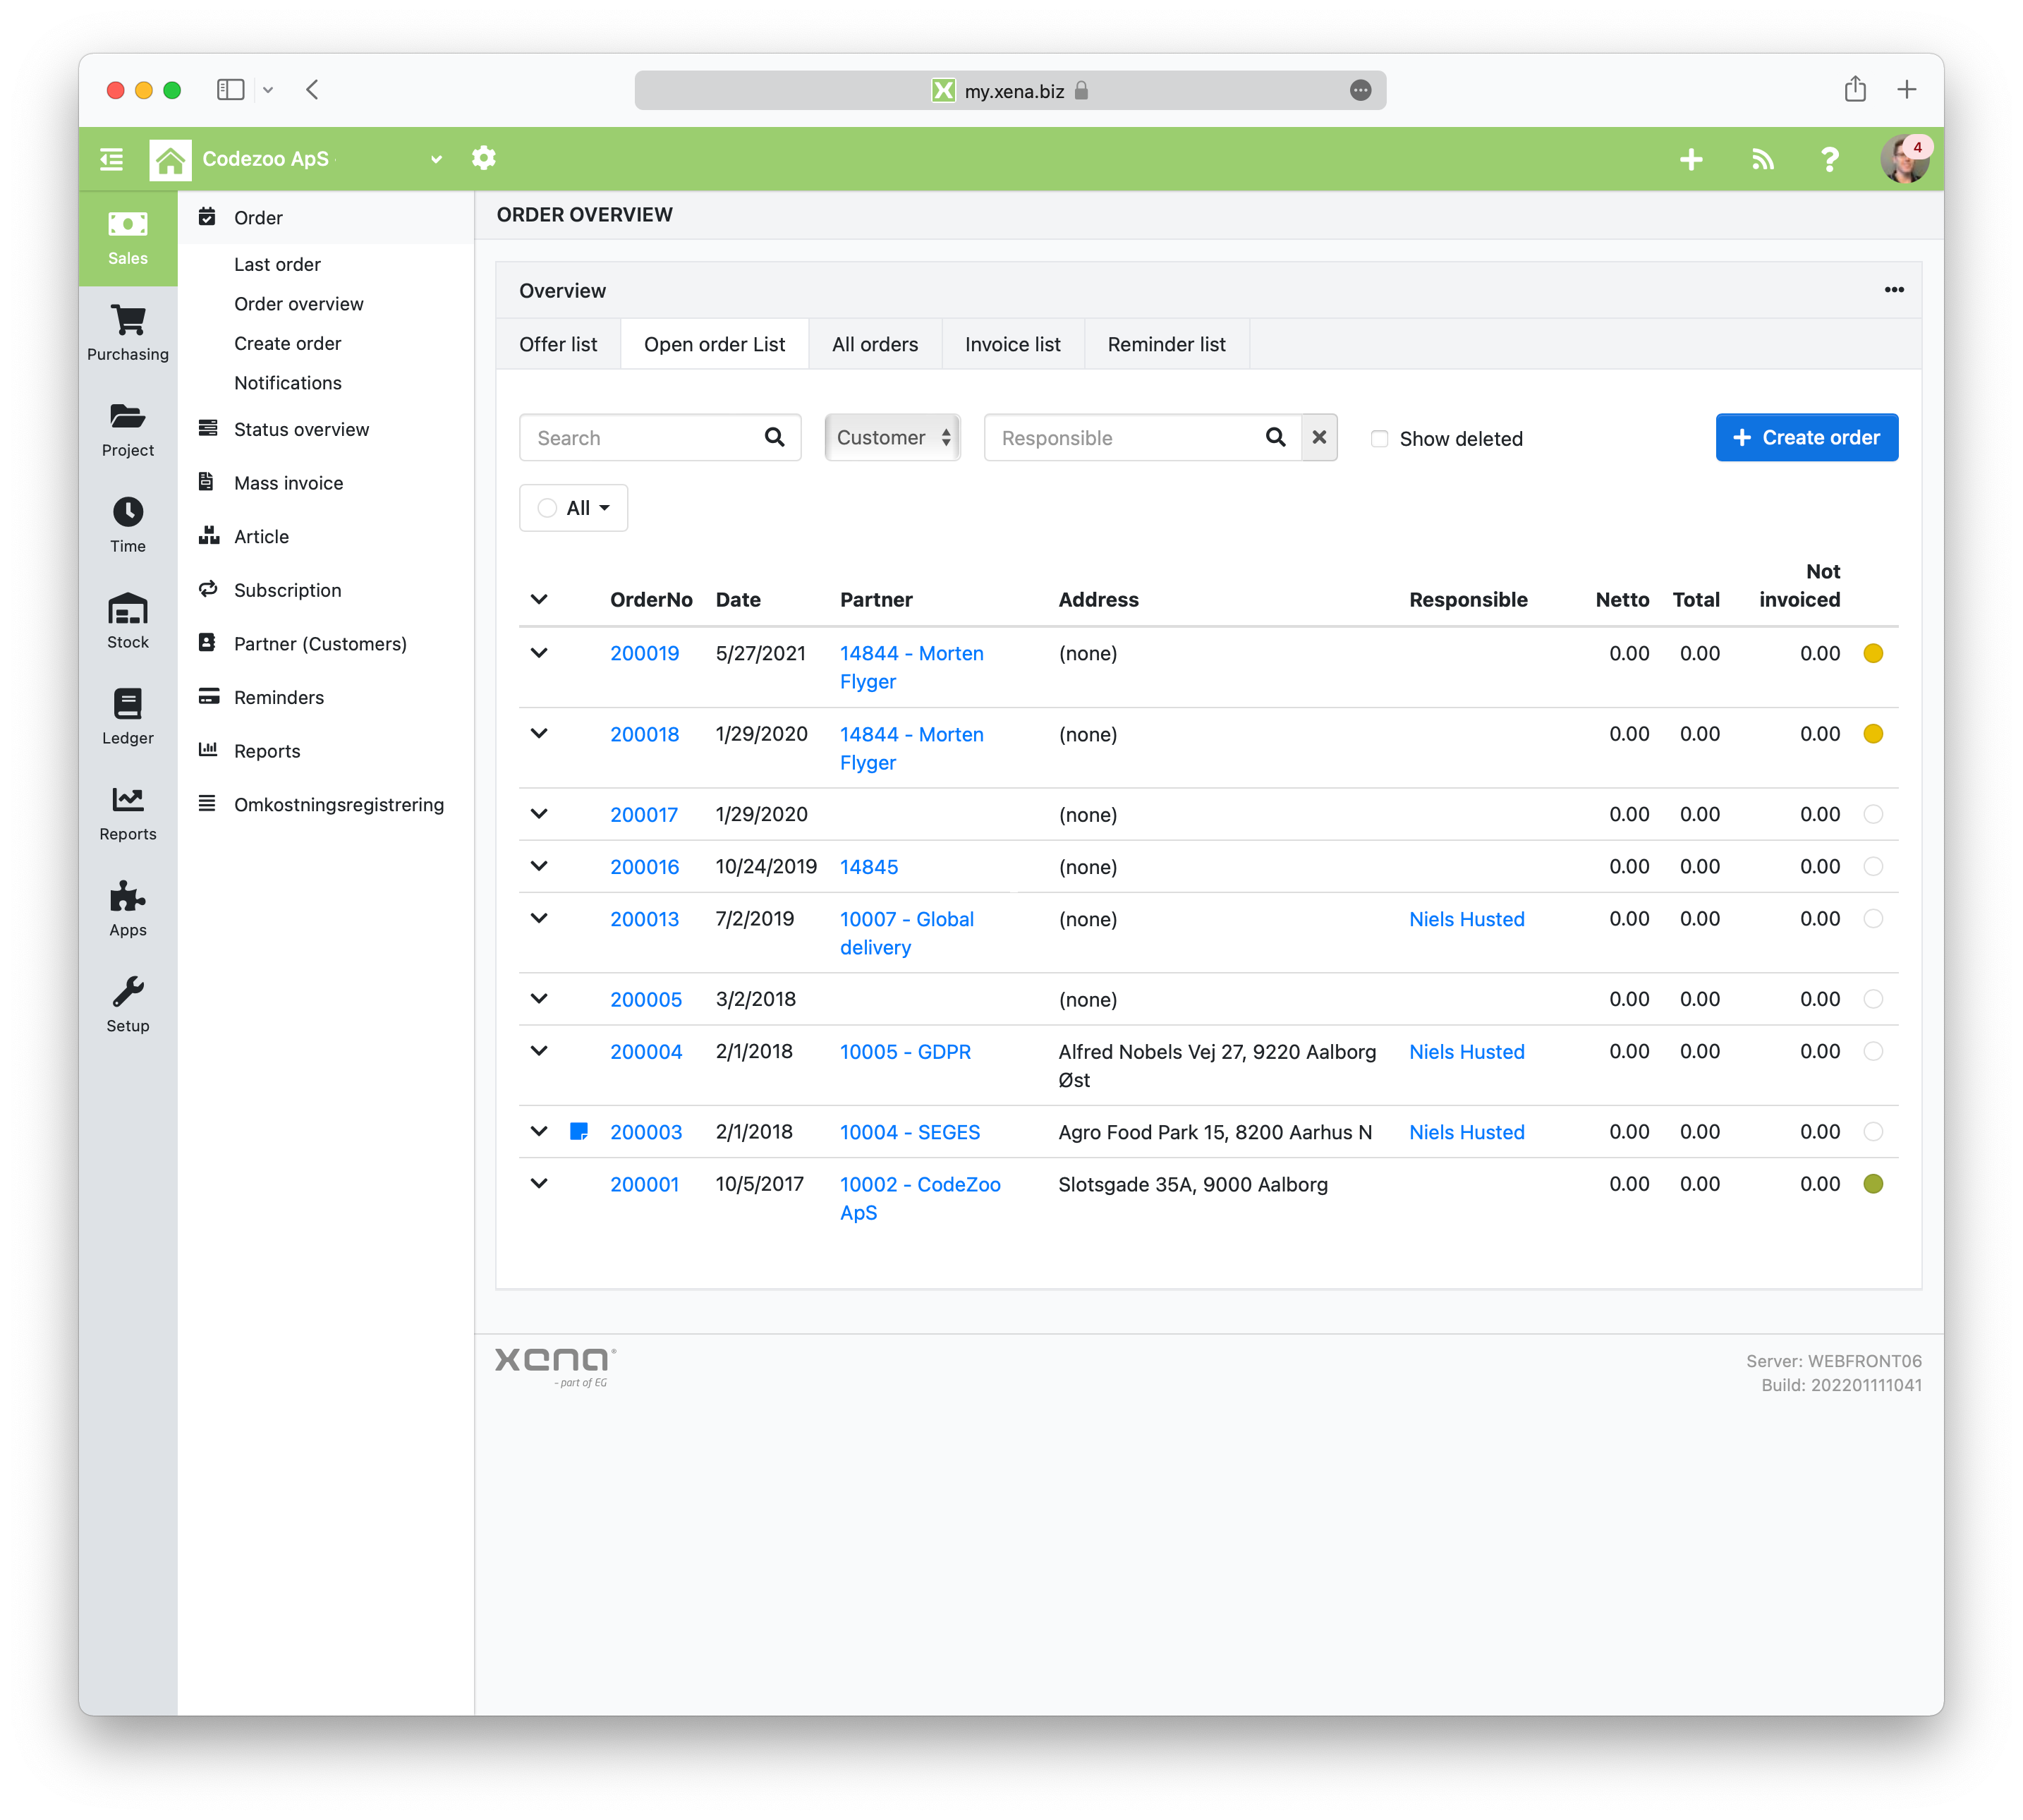 my.xena.biz
Codezoo ApS
4
Sales
Purchasing
Project
Time
Stock
Ledger
Reports
Apps
Setup
Order
Last order
Order overview
Create order
Notifications
Status overview
Mass invoice
Article
Subscription
Partner (Customers)
Reminders
Reports
Omkostningsregistrering
ORDER OVERVIEW
Overview
Offer list Open order List All orders Invoice list Reminder list
Search Customer Responsible Show deleted Create order
All
OrderNo Date Partner Address Responsible Netto Total Not invoiced
200019 5/27/2021 14844 - Morten (none) 0.00 0.00 0.00
Flyger
200018 1/29/2020 14844 - Morten (none) 0.00 0.00 0.00
Flyger
200017 1/29/2020 (none) 0.00 0.00 0.00
200016 10/24/2019 14845 (none) 0.00 0.00 0.00
200013 7/2/2019 10007 - Global (none) Niels Husted 0.00 0.00 0.00
delivery
200005 3/2/2018 (none) 0.00 0.00 0.00
200004 2/1/2018 10005 - GDPR Alfred Nobels Vej 27, 9220 Aalborg Niels Husted 0.00 0.00 0.00
Øst
200003 2/1/2018 10004 - SEGES Agro Food Park 15, 8200 Aarhus N Niels Husted 0.00 0.00 0.00
200001 10/5/2017 10002 - CodeZoo Slotsgade 35A, 9000 Aalborg 0.00 0.00 0.00
ApS
xena®
- part of EG
Server: WEBFRONT06
Build: 202201111041